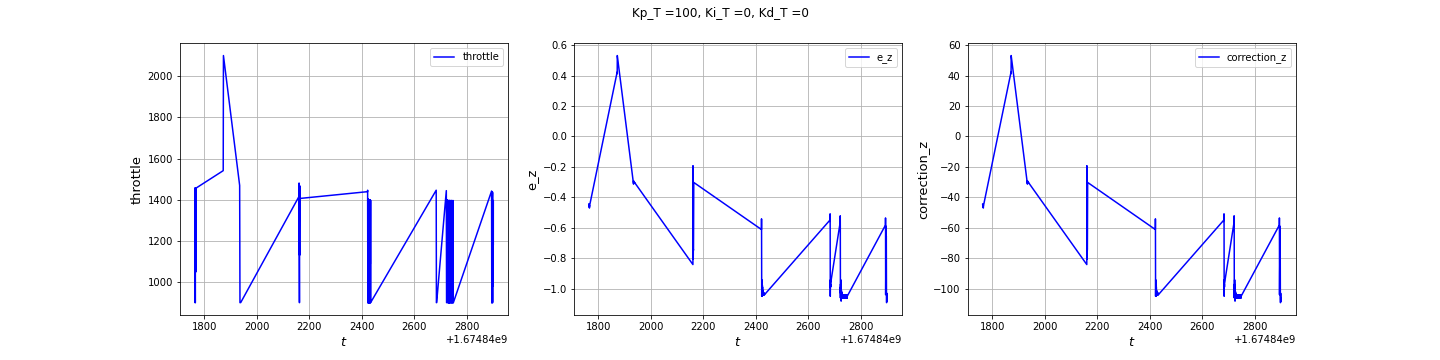 Kp_T =100, Ki_T =0, Kd_T =0
throttle
2000
1800
1600
1400
1200
1000
throttle
1800 2000 2200 2400 2600 2800
t
+1.67484e9
e_z
0.6
0.4
0.2
0.0
−0.2
−0.4
−0.6
−0.8
−1.0
e_z
1800 2000 2200 2400 2600 2800
t
+1.67484e9
correction_z
60
40
20
0
−20
−40
−60
−80
−100
correction_z
1800 2000 2200 2400 2600 2800
t
+1.67484e9